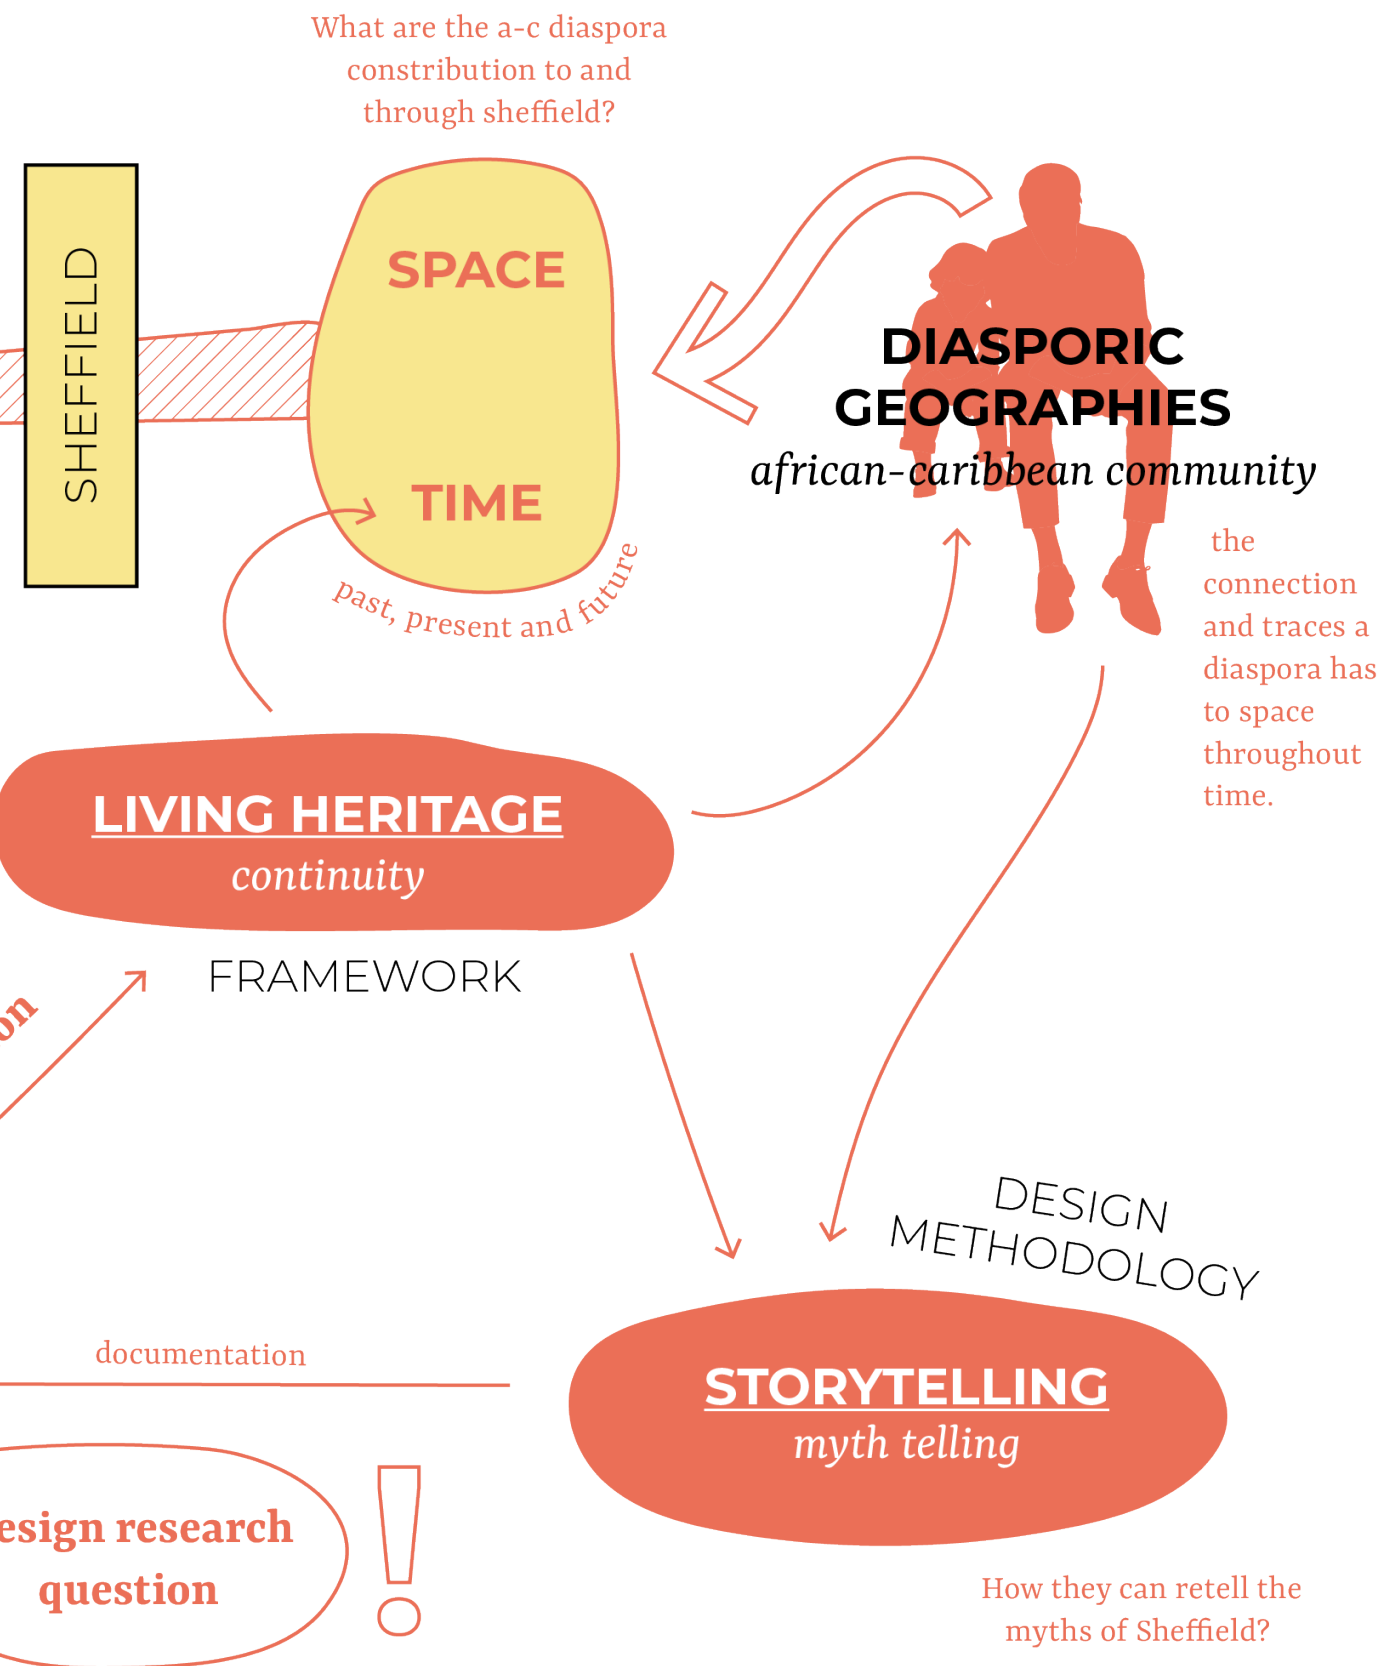 What are the a-c diaspora
constribution to and
through sheffield?
SHEFFIELD
SPACE
TIME
past, present and future
DIASPORIC
GEOGRAPHIES
african-caribbean community
the
connection
and traces a
diaspora has
to space
throughout
time.
LIVING HERITAGE
continuity
FRAMEWORK
on
DESIGN
METHODOLOGY
documentation
STORYTELLING
myth telling
esign research
question
!
How they can retell the
myths of Sheffield?